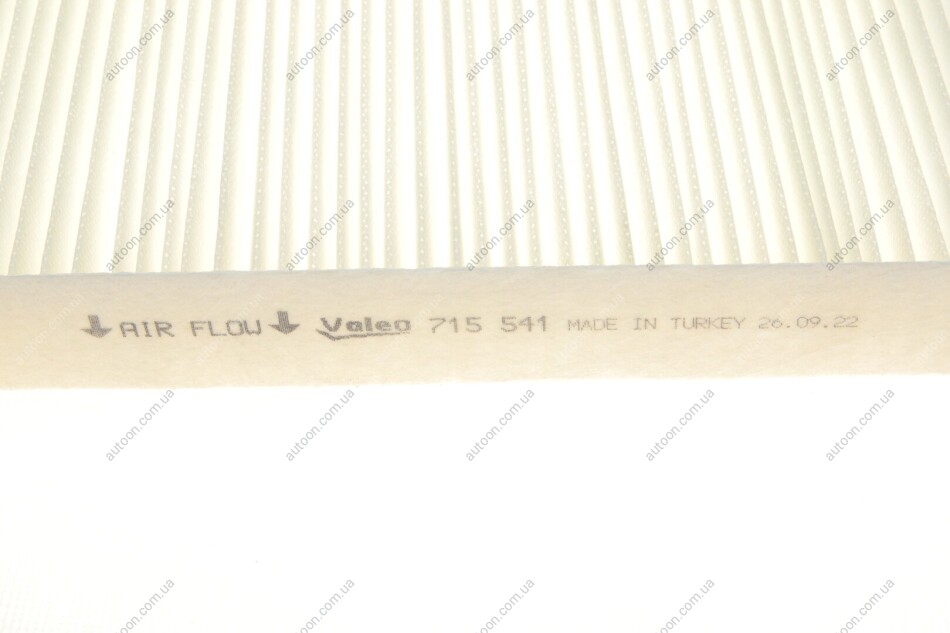 AIR FLOW Valeo 715 541 MADE IN TURKEY 26.09.22
autoon.com.ua